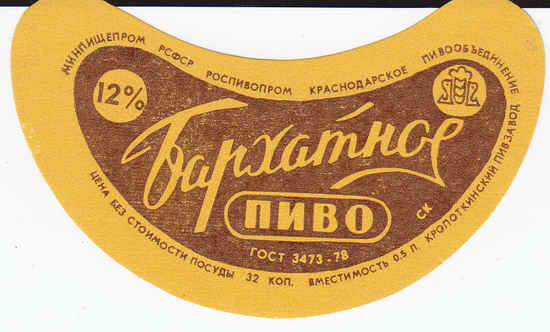 МИНПИЩЕПРОМ РСФСР РОСПИВОПРОМ КРАСНОДАРСКОЕ ПИВООБЪЕДИНЕНИЕ
12%
Бархатное
ПИВО
СК
ГОСТ 3473-78
ЦЕНА БЕЗ СТОИМОСТИ ПОСУДЫ 32 КОП. ВМЕСТИМОСТЬ 0,5 Л. КРОПОТКИНСКИЙ ПИВЗАВОД